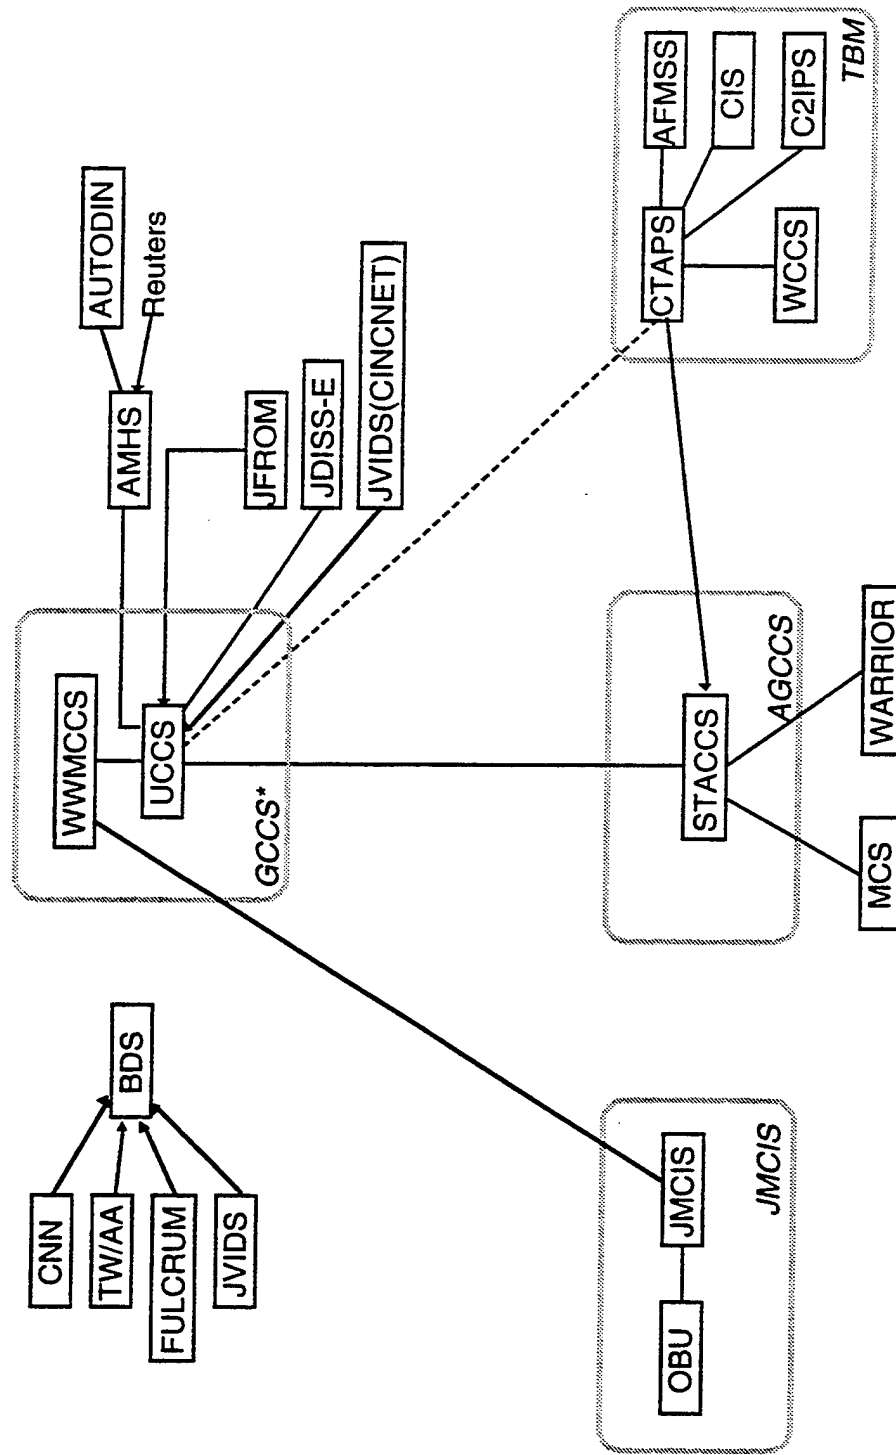 CNN
TW/AA
FULCRUM
JVIDS
BDS
WWMCCS
UCCS
GCCS*
AMHS
AUTODIN
Reuters
JFROM
JDISS-E
JVIDS(CINCNET)
OBU
JMCIS
JMCIS
STACCS
AGCCS
MCS
WARRIOR
CTAPS
AFMSS
CIS
C2IPS
WCCS
TBM